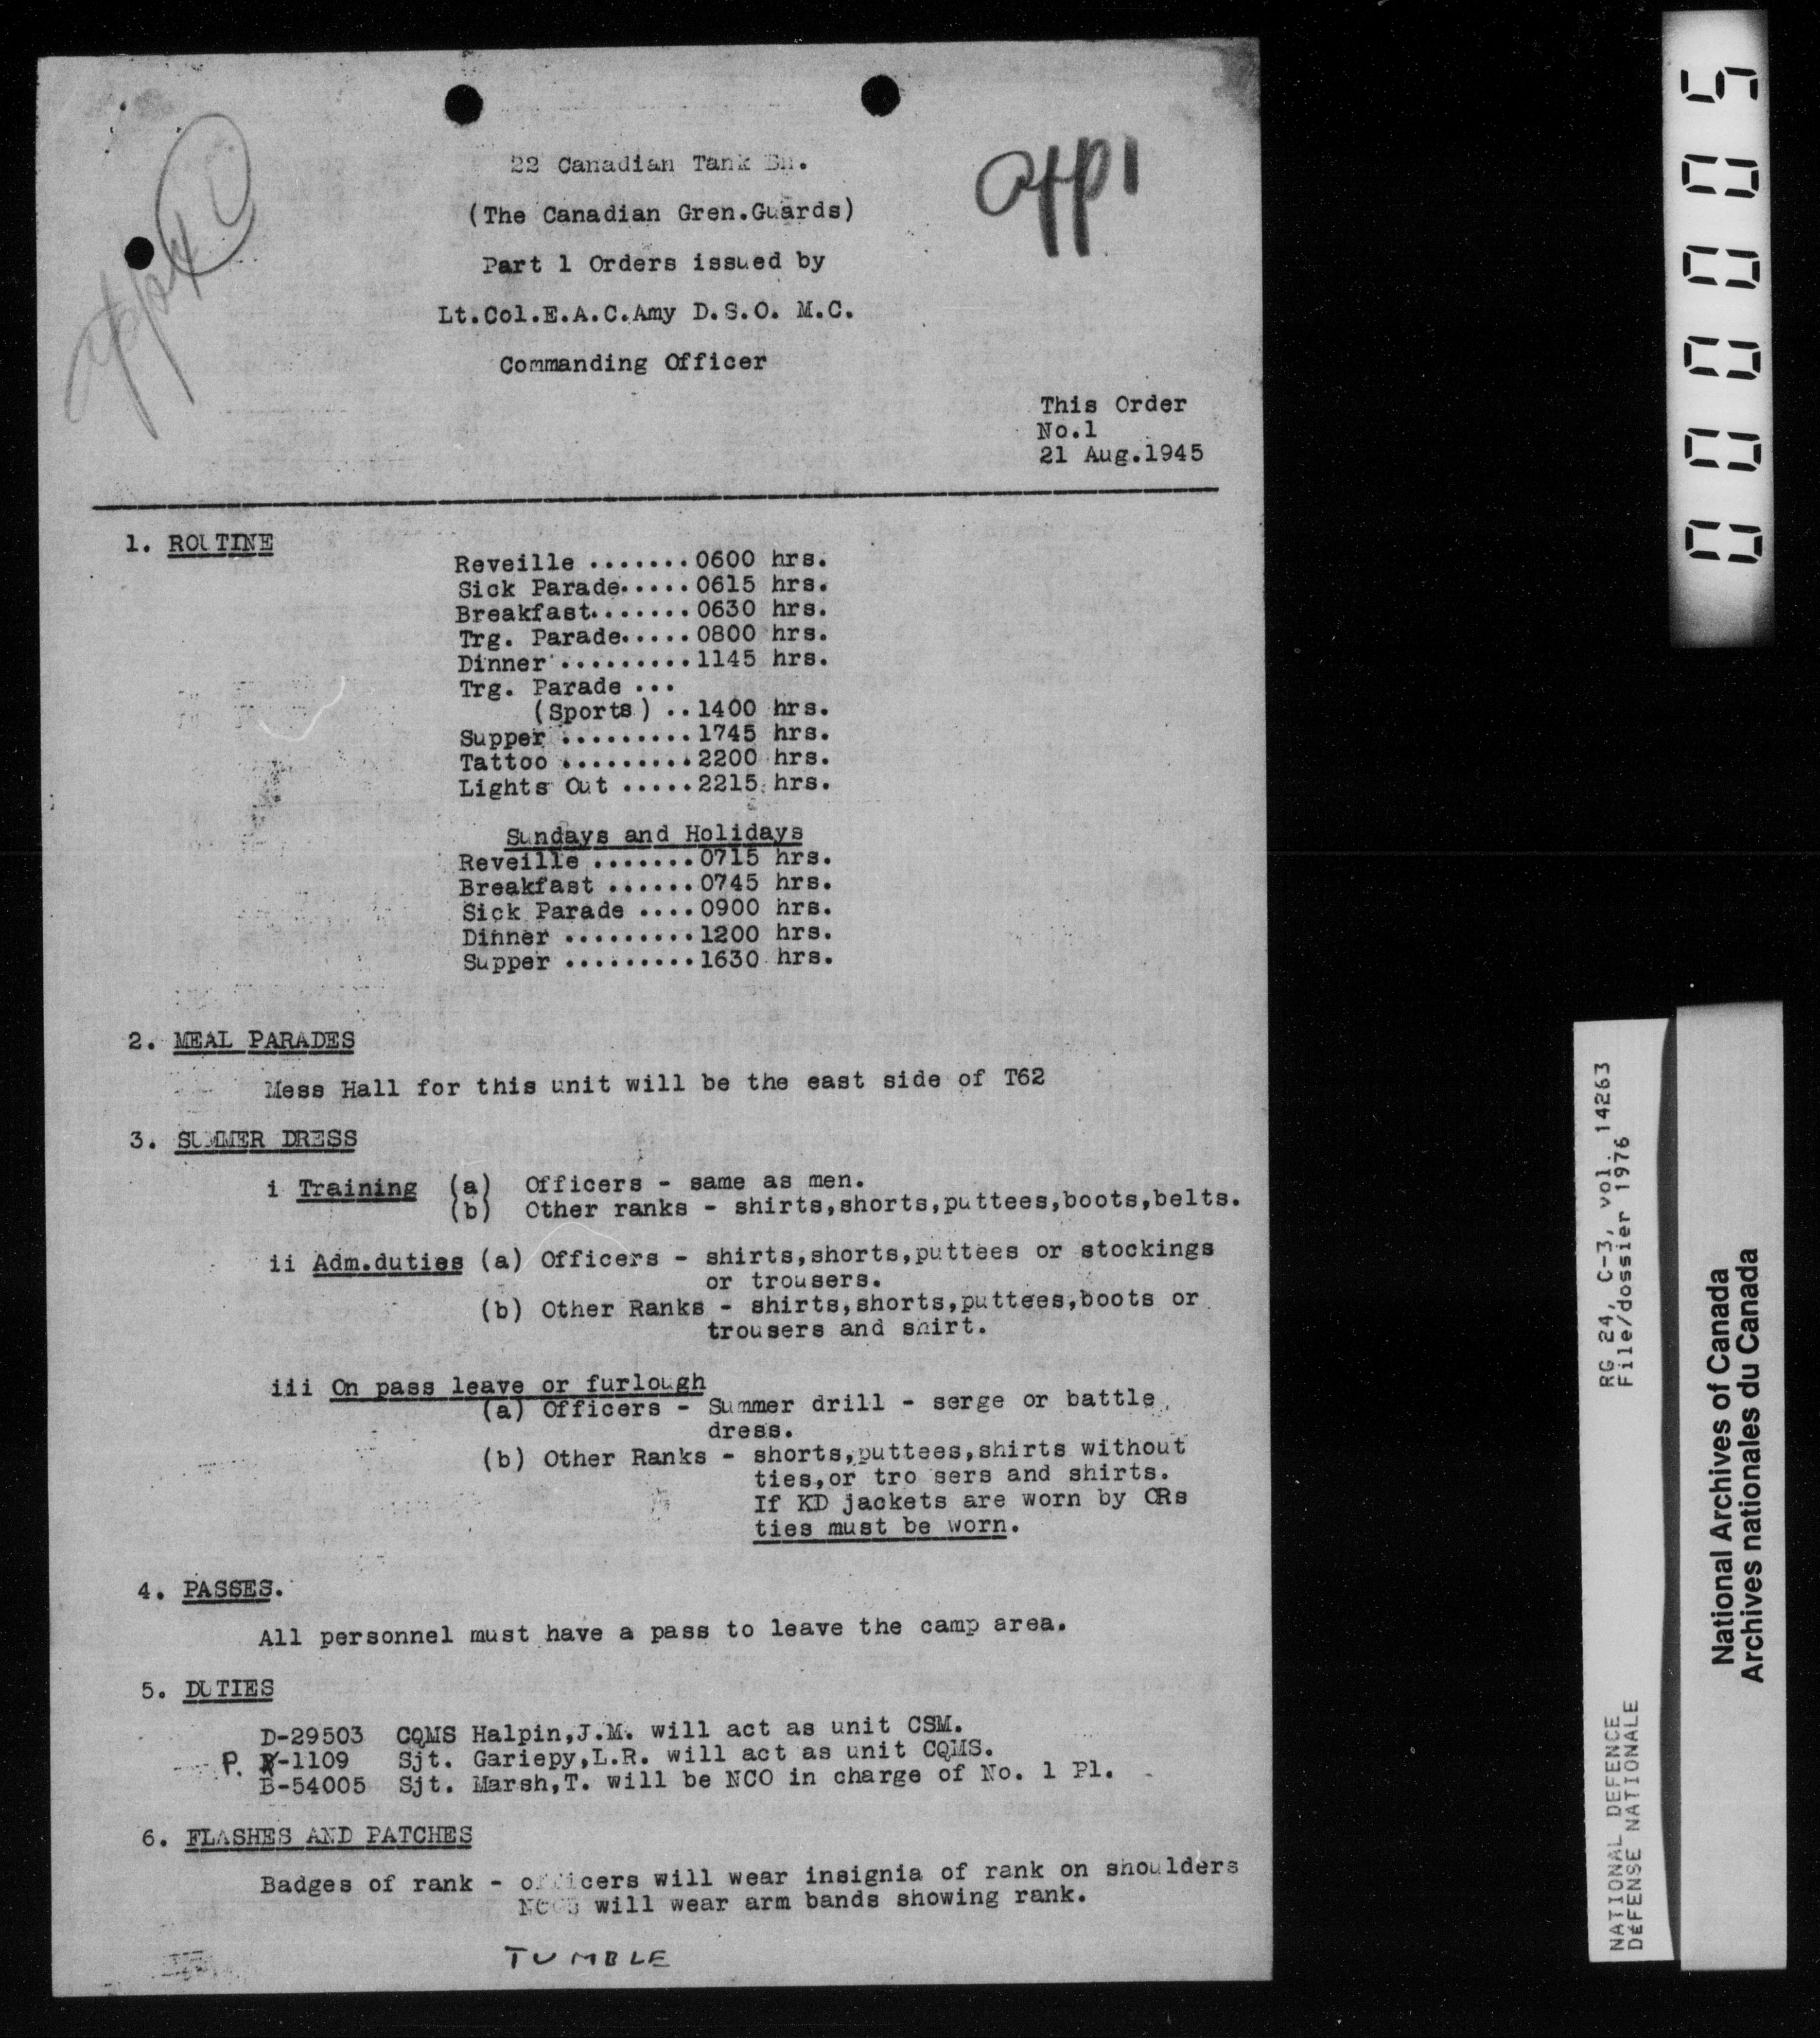 22 Canadian Tank Bn.
app 1
(The Canadian Gren.Guards)
Part 1 Orders issued by
Lt.Col.E.A.C.Amy D.S.O. M.C.
Commanding Officer
This Order
No.1
21 Aug.1945
1. ROUTINE
Reveille .......0600 hrs.
Sick Parade.....0615 hrs.
Breakfast.......0630 hrs.
Trg. Parade.....0800 hrs.
Dinner .........1145 hrs.
Trg. Parade ...
(Sports) ..1400 hrs.
Supper .........1745 hrs.
Tattoo .........2200 hrs.
Lights Out .....2215 hrs.
Sundays and Holidays
Reveille .......0715 hrs.
Breakfast ......0745 hrs.
Sick Parade ....0900 hrs.
Dinner .........1200 hrs.
Supper .........1630 hrs.
2. MEAL PARADES
Mess Hall for this unit will be the east side of T62
3. SUMMER DRESS
i Training (a) Officers - same as men.
(b) Other ranks - shirts,shorts,puttees,boots,belts.
ii Adm.duties (a) Officers - shirts,shorts,puttees or stockings
or trousers.
(b) Other Ranks - shirts,shorts,puttees,boots or
trousers and shirt.
iii On pass leave or furlough
(a) Officers - Summer drill - serge or battle
dress.
(b) Other Ranks - shorts,puttees,shirts without
ties,or tro sers and shirts.
If KD jackets are worn by ORs
ties must be worn.
4. PASSES.
All personnel must have a pass to leave the camp area.
5. DUTIES
D-29503 CQMS Halpin,J.M. will act as unit CSM.
P. -1109 Sjt. Gariepy,L.R. will act as unit CQMS.
B-54005 Sjt. Marsh,T. will be NCO in charge of No. 1 Pl.
6. FLASHES AND PATCHES
Badges of rank - officers will wear insignia of rank on shoulders
NCOs will wear arm bands showing rank.
TUMBLE
000005
RG 24, C-3, vol. 14263
File/dossier 1976
NATIONAL DEFENCE
DéFENSE NATIONALE
National Archives of Canada
Archives nationales du Canada